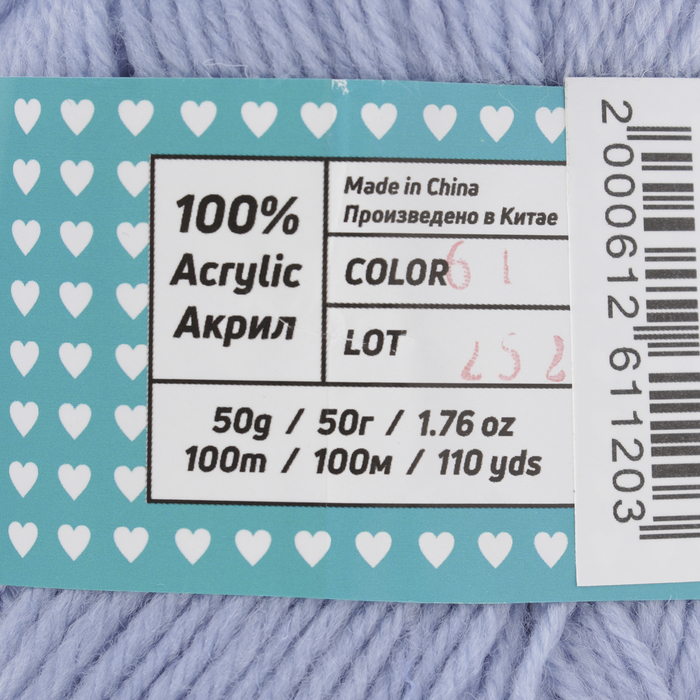 100%
Acrylic
Акрил
Made in China
Произведено в Китае
COLOR 61
LOT
50g / 50г / 1.76 oz
100m / 100м / 110 yds
2 000612 611203